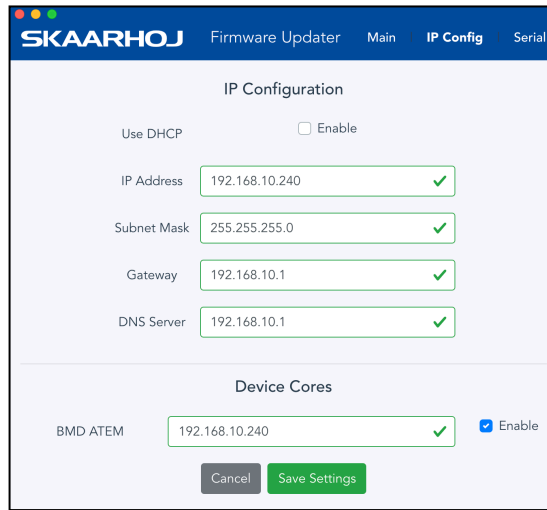 SKAARHOJ Firmware Updater Main IP Config Serial
IP Configuration
Use DHCP Enable
IP Address 192.168.10.240
Subnet Mask 255.255.255.0
Gateway 192.168.10.1
DNS Server 192.168.10.1
Device Cores
BMD ATEM 192.168.10.240 Enable
Cancel Save Settings